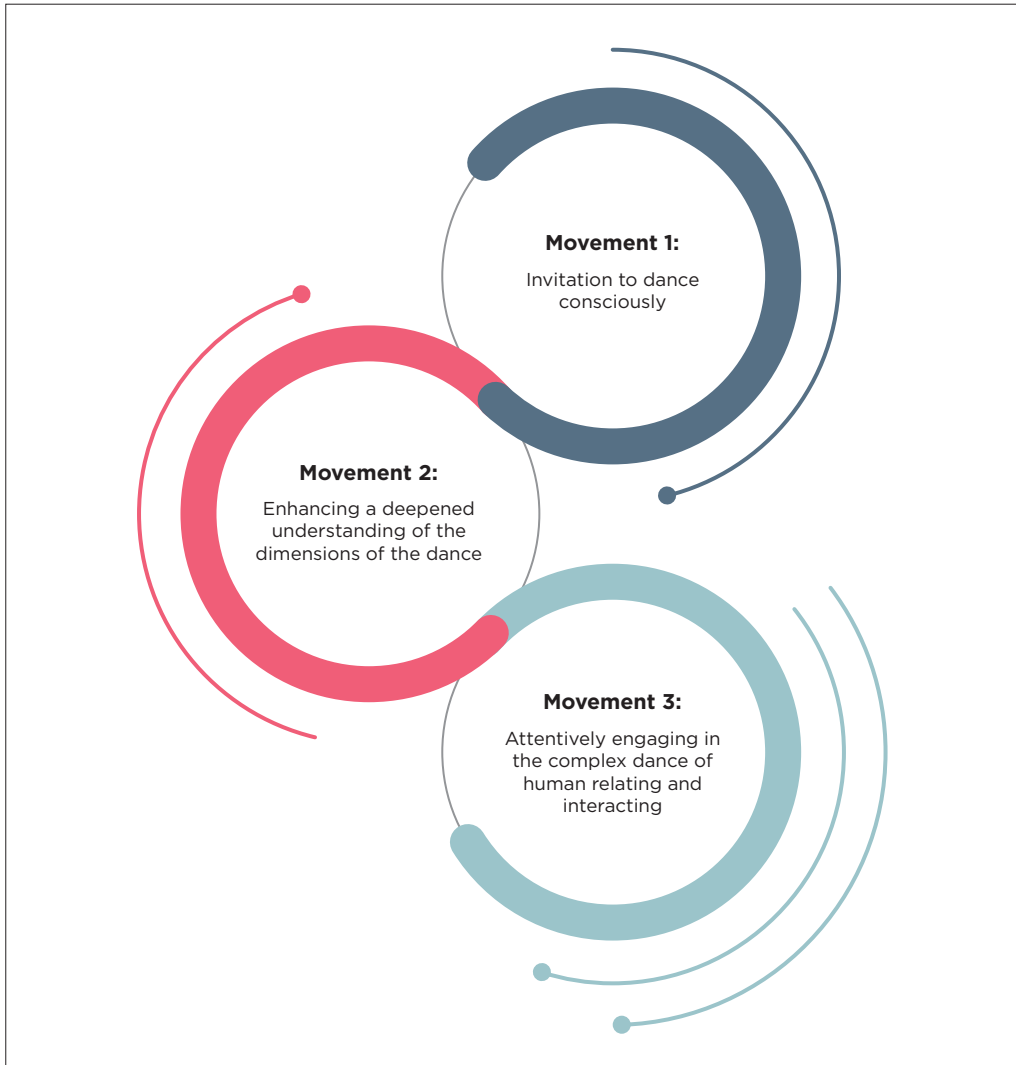 Movement 1:
Invitation to dance
consciously
Movement 2:
Enhancing a deepened
understanding of the
dimensions of the dance
Movement 3:
Attentively engaging in
the complex dance of
human relating and
interacting